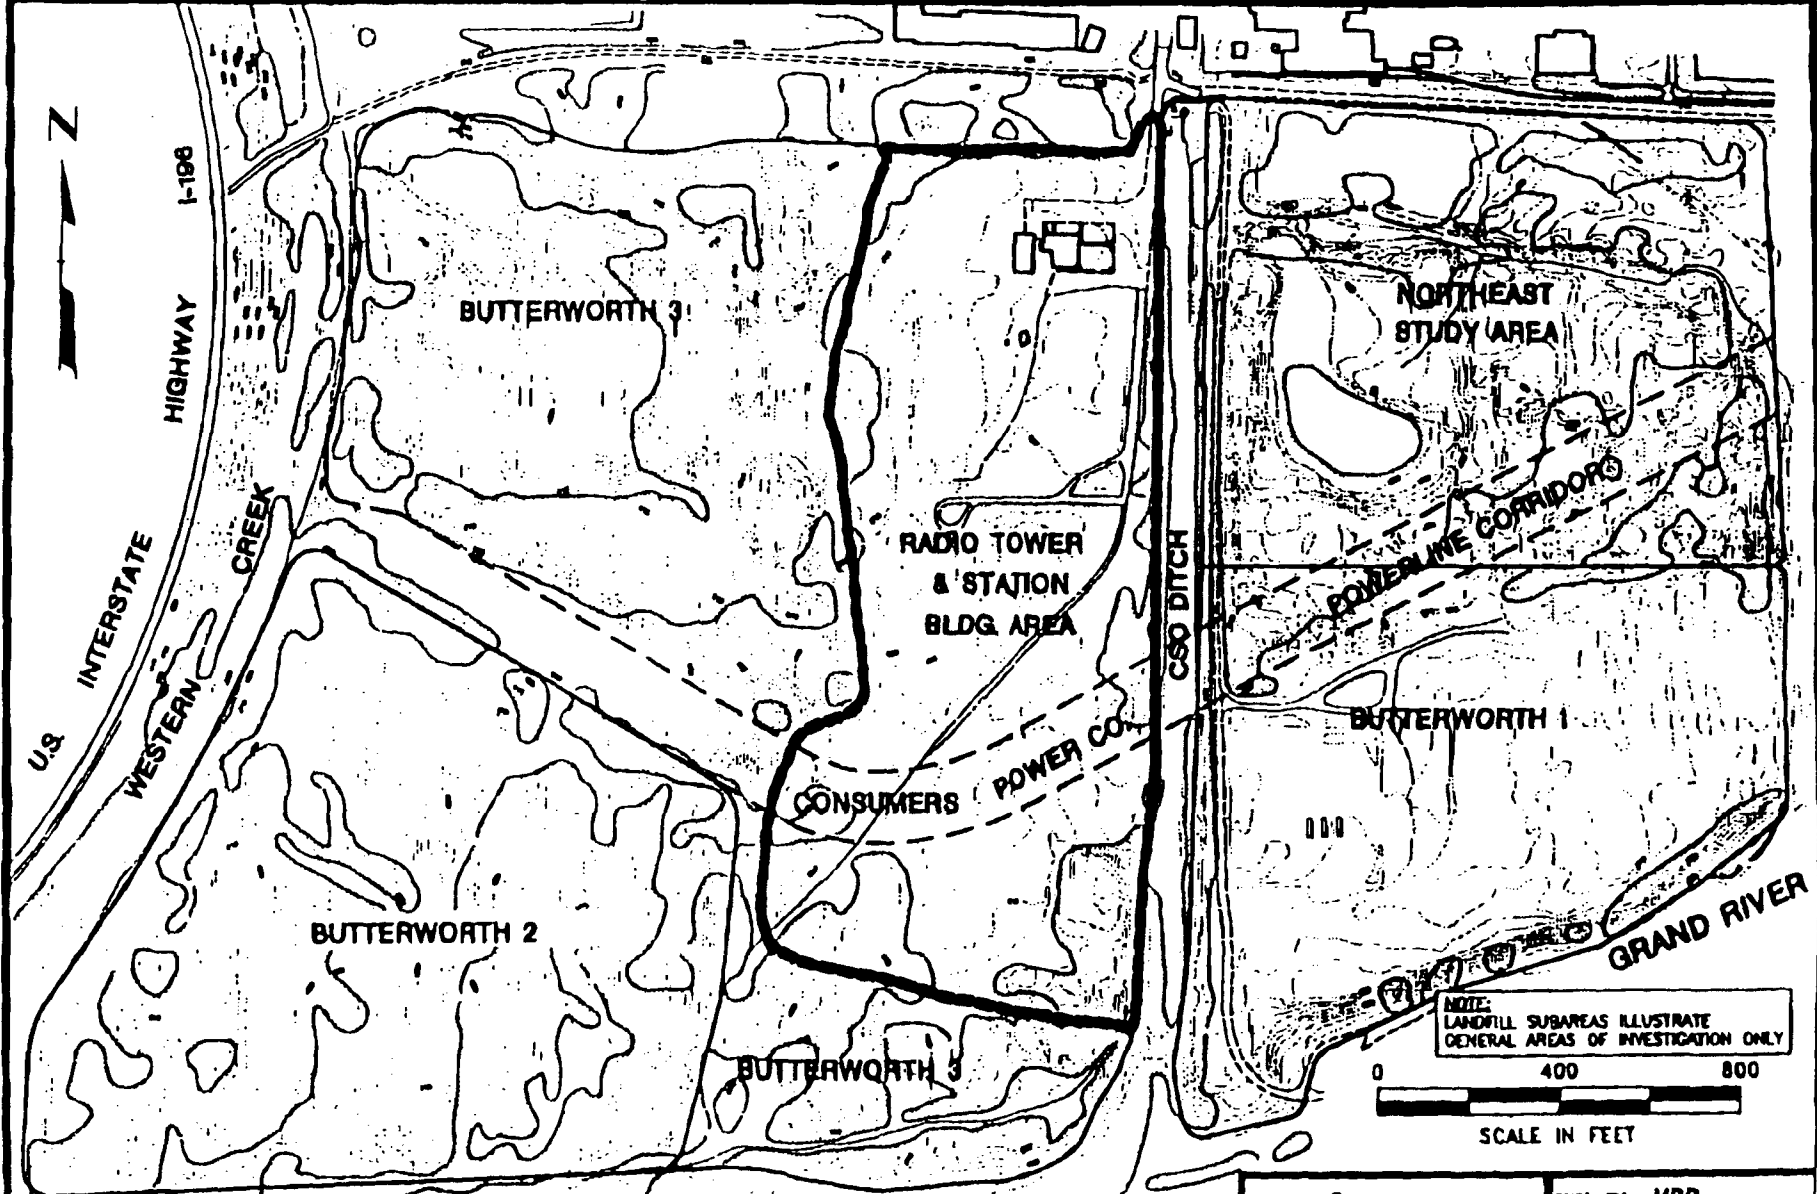 N
I-196
HIGHWAY
INTERSTATE
U.S.
WESTERN
CREEK
BUTTERWORTH 3
NORTHEAST
STUDY AREA
RADIO TOWER
& STATION
BLDG. AREA
CSO DITCH
POWERLINE CORRIDORS
BUTTERWORTH 1
CONSUMERS POWER CO.
BUTTERWORTH 2
BUTTERWORTH 3
GRAND RIVER
NOTE:
LANDFILL SUBAREAS ILLUSTRATE
GENERAL AREAS OF INVESTIGATION ONLY
0 400 800
SCALE IN FEET